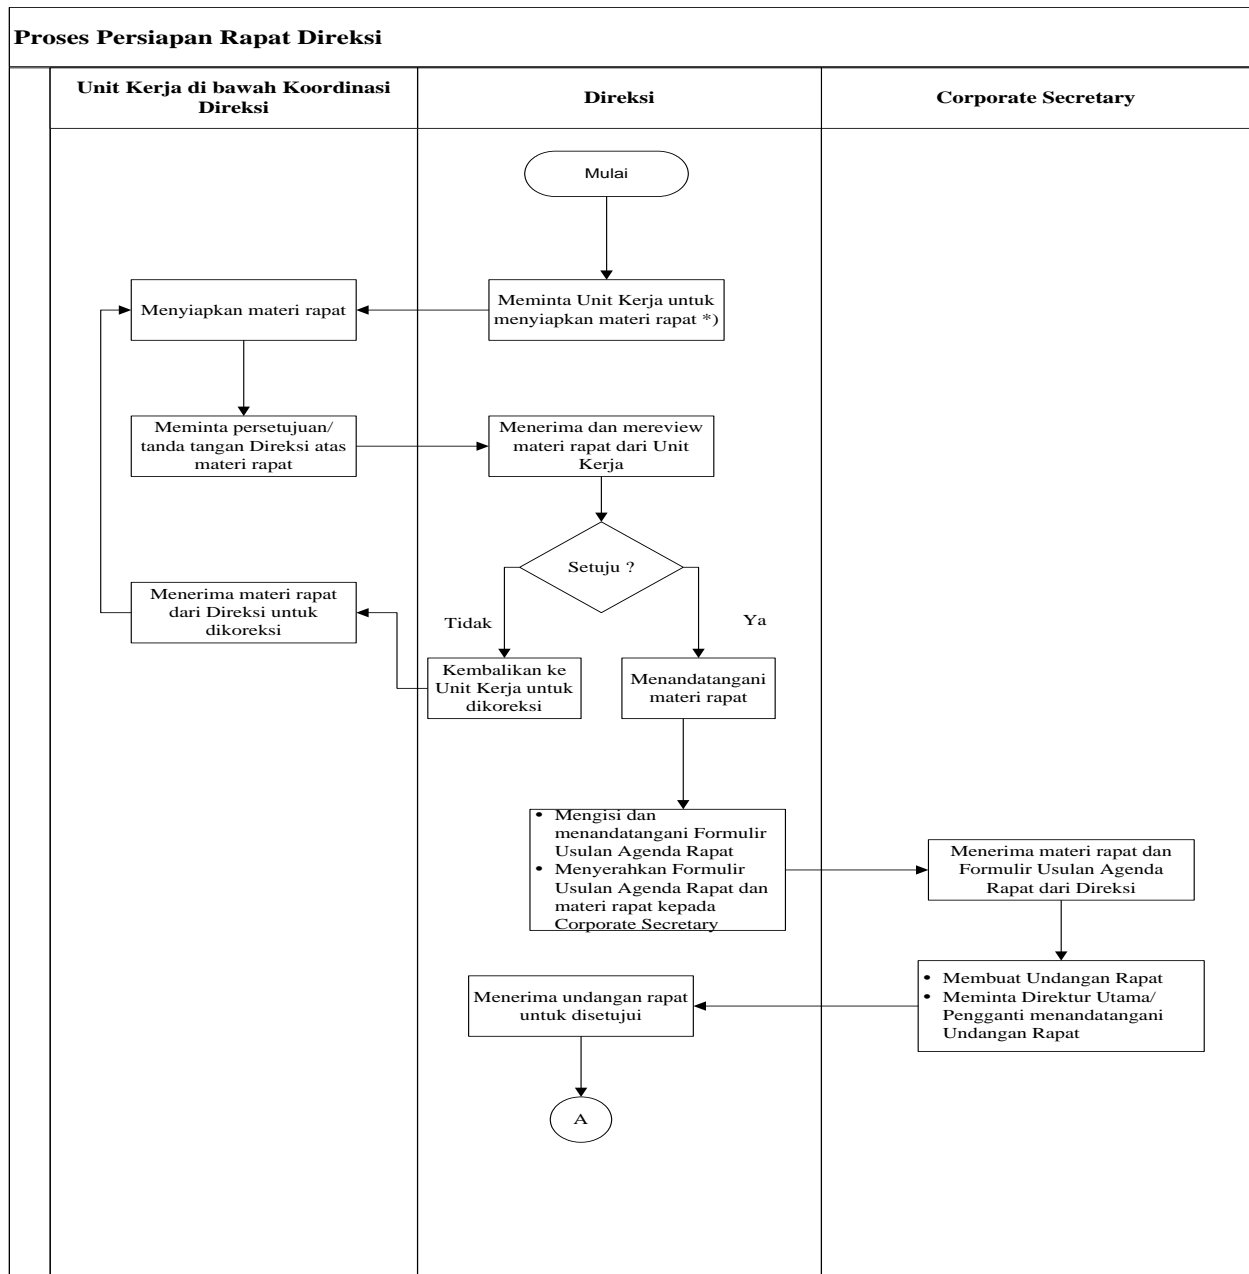 Proses Persiapan Rapat Direksi
Unit Kerja di bawah Koordinasi
Direksi
Direksi
Corporate Secretary
Mulai
Menyiapkan materi rapat
Meminta Unit Kerja untuk
menyiapkan materi rapat *)
Meminta persetujuan/
tanda tangan Direksi atas
materi rapat
Menerima dan mereview
materi rapat dari Unit
Kerja
Setuju ?
Menerima materi rapat
dari Direksi untuk
dikoreksi
Tidak
Ya
Kembalikan ke
Unit Kerja untuk
dikoreksi
Menandatangani
materi rapat
• Mengisi dan
menandatangani Formulir
Usulan Agenda Rapat
• Menyerahkan Formulir
Usulan Agenda Rapat dan
materi rapat kepada
Corporate Secretary
Menerima materi rapat dan
Formulir Usulan Agenda
Rapat dari Direksi
Menerima undangan rapat
untuk disetujui
• Membuat Undangan Rapat
• Meminta Direktur Utama/
Pengganti menandatangani
Undangan Rapat
A